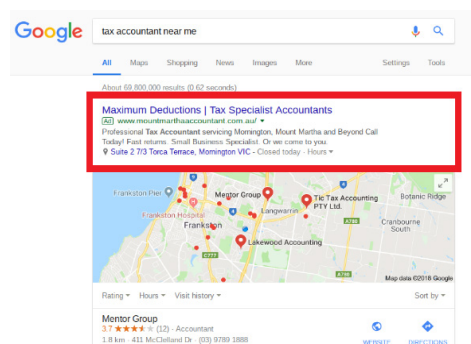 Google
tax accountant near me
All Maps Shopping News Images More Settings Tools
About 69,800,000 results (0.62 seconds)
Maximum Deductions | Tax Specialist Accountants
Ad www.mountmarthaaccountant.com.au/
Professional Tax Accountant servicing Mornington, Mount Martha and Beyond Call
Today! Fast returns. Small Business Specialist. Or we come to you.
Suite 2 7/3 Torca Terrace, Mornington VIC - Closed today - Hours
Frankston Pier
Mentor Group
Tic Tax Accounting
PTY Ltd.
Botanic Ridge
Frankston Hospital
Langwarrin
Frankston
A780
Cranbourne
South
Lakewood Accounting
C777
A780
Map data ©2018 Google
Rating Hours Visit history Sort by
Mentor Group
3.7 (12) - Accountant
1.8 km · 411 McClelland Dr · (03) 9789 1888
WEBSITE DIRECTIONS